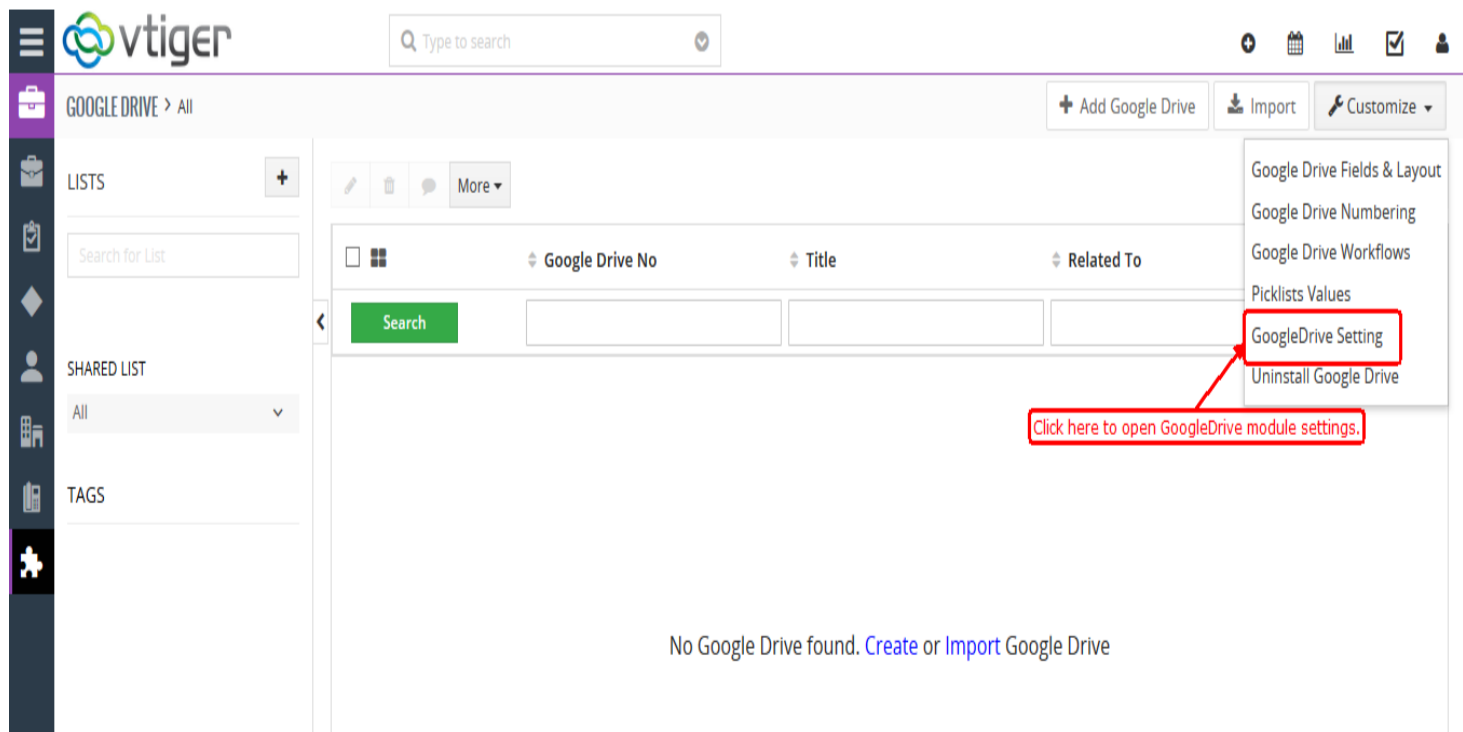 vtiger
Type to search
GOOGLE DRIVE > All
+ Add Google Drive
Import
Customize
Google Drive Fields & Layout
Google Drive Numbering
Google Drive Workflows
Picklists Values
GoogleDrive Setting
Uninstall Google Drive
LISTS
+
More
Search for List
Google Drive No
Title
Related To
Search
SHARED LIST
All
Click here to open GoogleDrive module settings.
TAGS
No Google Drive found. Create or Import Google Drive